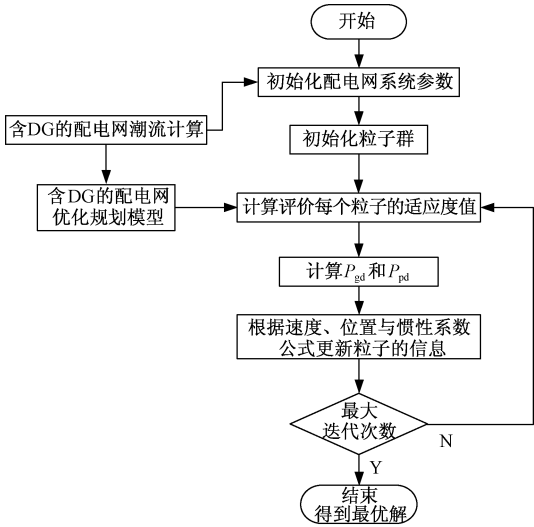 开始
初始化配电网系统参数
含DG的配电网潮流计算
初始化粒子群
含DG的配电网
优化规划模型
计算评价每个粒子的适应度值
计算Pgd和Ppd
根据速度、位置与惯性系数
公式更新粒子的信息
最大
迭代次数
N
Y
结束
得到最优解